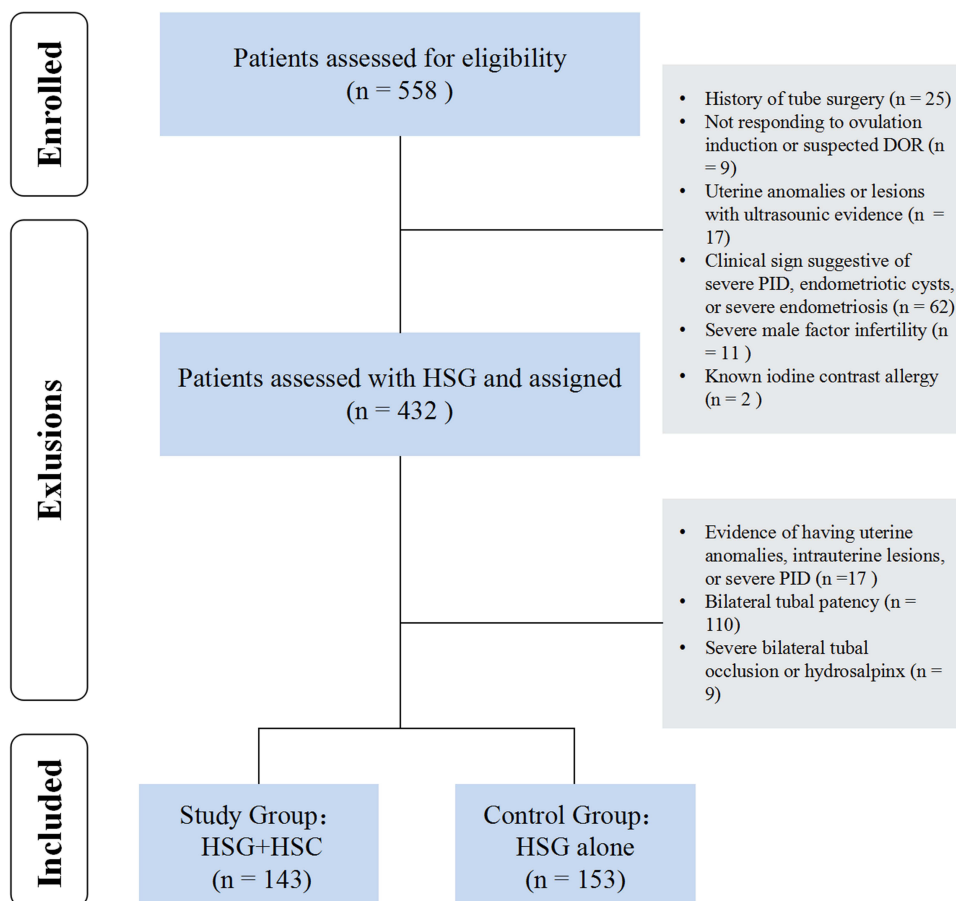 Enrolled
Patients assessed for eligibility
(n = 558 )
• History of tube surgery (n = 25)
• Not responding to ovulation
induction or suspected DOR (n
= 9)
• Uterine anomalies or lesions
with ultrasounic evidence (n =
17)
• Clinical sign suggestive of
severe PID, endometriotic cysts,
or severe endometriosis (n = 62)
• Severe male factor infertility (n
= 11 )
• Known iodine contrast allergy
(n = 2 )
Exlusions
Patients assessed with HSG and assigned
(n = 432 )
• Evidence of having uterine
anomalies, intrauterine lesions,
or severe PID (n =17 )
• Bilateral tubal patency (n =
110)
• Severe bilateral tubal
occlusion or hydrosalpinx (n =
9)
Included
Study Group：
HSG+HSC
(n = 143)
Control Group：
HSG alone
(n = 153)